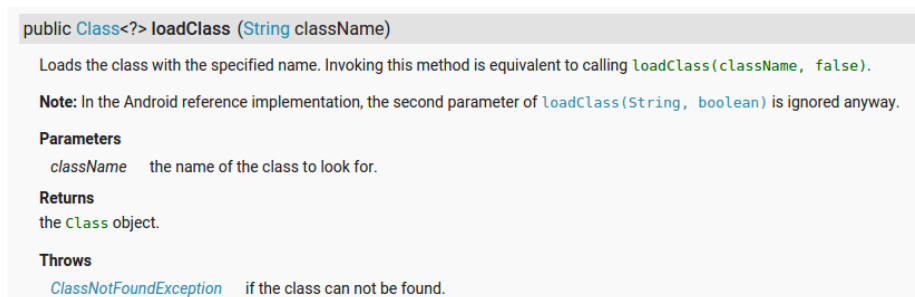 public Class<?> loadClass (String className)
Loads the class with the specified name. Invoking this method is equivalent to calling loadClass(className, false).
Note: In the Android reference implementation, the second parameter of loadClass(String, boolean) is ignored anyway.
Parameters
className the name of the class to look for.
Returns
the Class object.
Throws
ClassNotFoundException if the class can not be found.